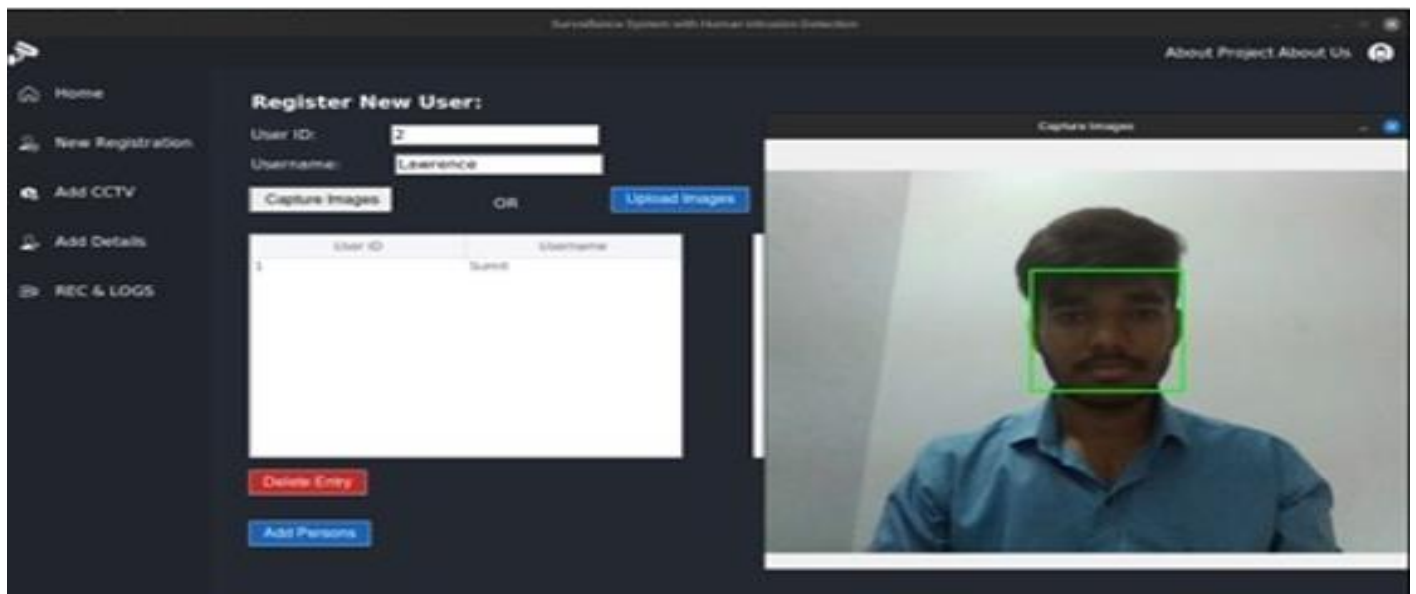 Surveillance System with Human Intrusion Detection
About Project About Us
Home
New Registration
Add CCTV
Add Details
REC & LOGS
Register New User:
User ID: 2
Username: Lawrence
Capture Images OR Upload Images
User ID Username
1 Sumit
Delete Entry
Add Persons
Capture Images